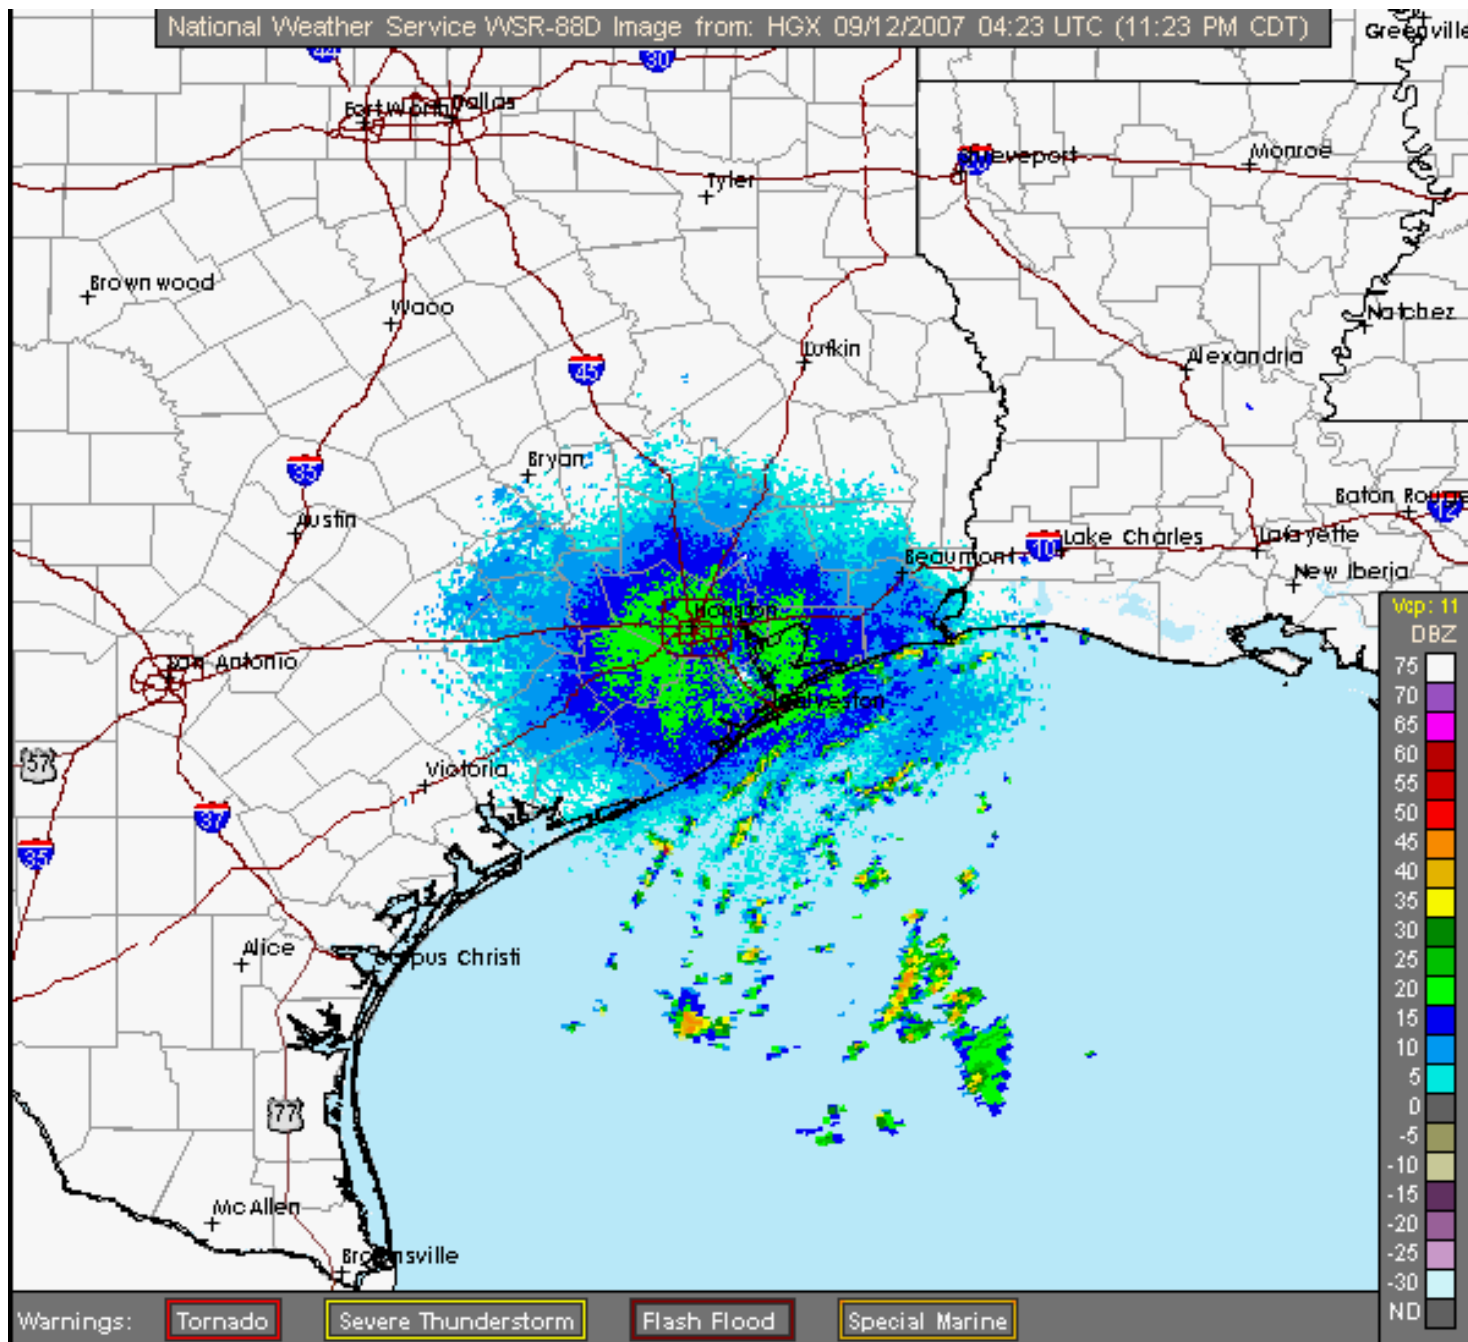 National Weather Service WSR-88D Image from: HGX 09/12/2007 04:23 UTC (11:23 PM CDT)
Greenville
30
Fort Worth
Dallas
Shreveport
Monroe
Tyler
Brownwood
Waco
Natchez
Lufkin
Alexandria
45
Bryan
35
Baton Rouge
12
Austin
10
Lake Charles
Lafayette
Beaumont
New Iberia
Houston
San Antonio
Galveston
57
Victoria
37
35
Alice
Corpus Christi
77
McAllen
Brownsville
Vcp: 11
DBZ
75
70
65
60
55
50
45
40
35
30
25
20
15
10
5
0
-5
-10
-15
-20
-25
-30
ND
Warnings: Tornado Severe Thunderstorm Flash Flood Special Marine